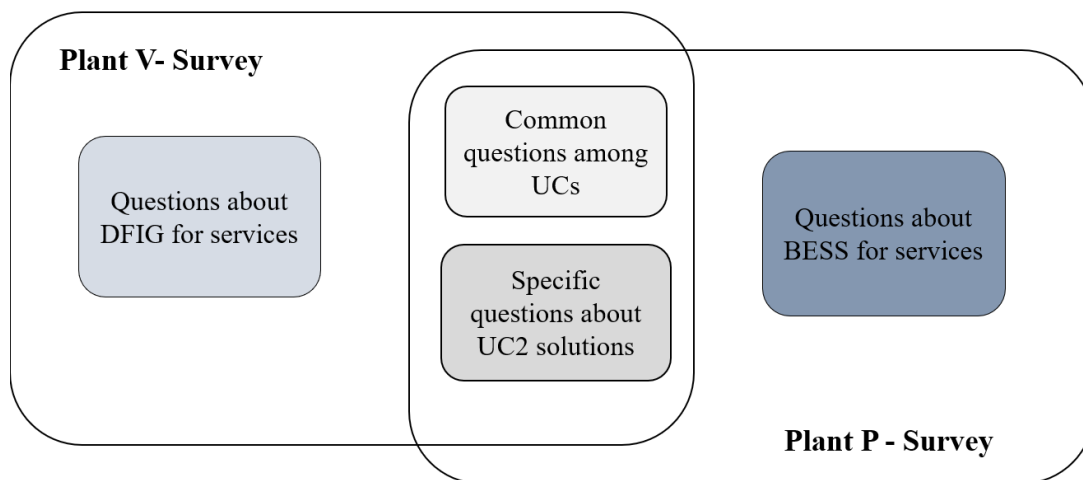 Plant V- Survey
Common
questions among
UCs
Questions about
DFIG for services
Questions about
BESS for services
Specific
questions about
UC2 solutions
Plant P - Survey